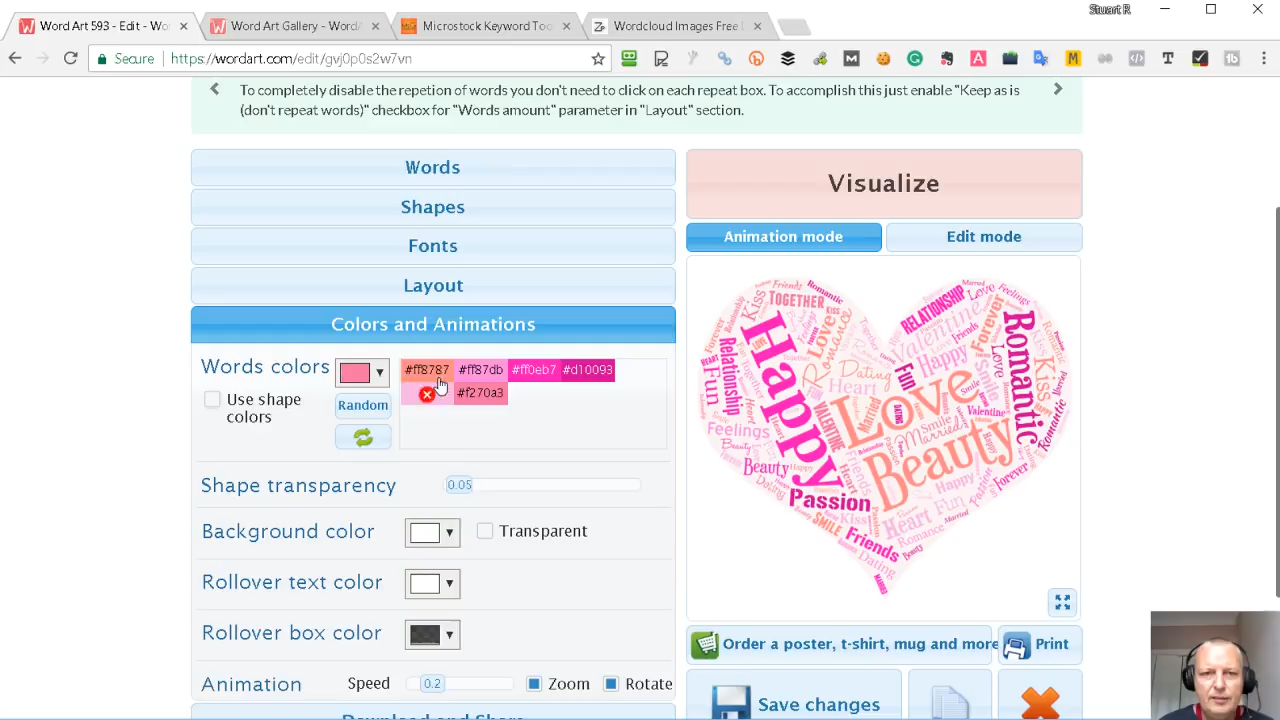 Stuart R
Word Art 593 - Edit - Wo
Word Art Gallery - Word
Microstock Keyword Too
Wordcloud Images Free
Secure
To completely disable the repetion of words you don't need to click on each repeat box. To accomplish this just enable "Keep as is
(don't repeat words)" checkbox for "Words amount" parameter in "Layout" section.
Words
Shapes
Fonts
Layout
Colors and Animations
Words colors
#ff8787 #ff87db #ff0eb7 #d10093
#f270a3
Use shape
colors
Random
Shape transparency
0.05
Background color
Transparent
Rollover text color
Rollover box color
Animation
Speed
0.2
Zoom
Rotate
Visualize
Animation mode
Edit mode
Happy
Love
Beauty
Romantic
Passion
Relationship
RELATIONSHIP
Valentine
TOGETHER
Romance
Dating
Heart
Fun
Feelings
Forever
Kiss
Smile
Married
Friends
SMILE
VALENTINE
Order a poster, t-shirt, mug and more
Print
Save changes